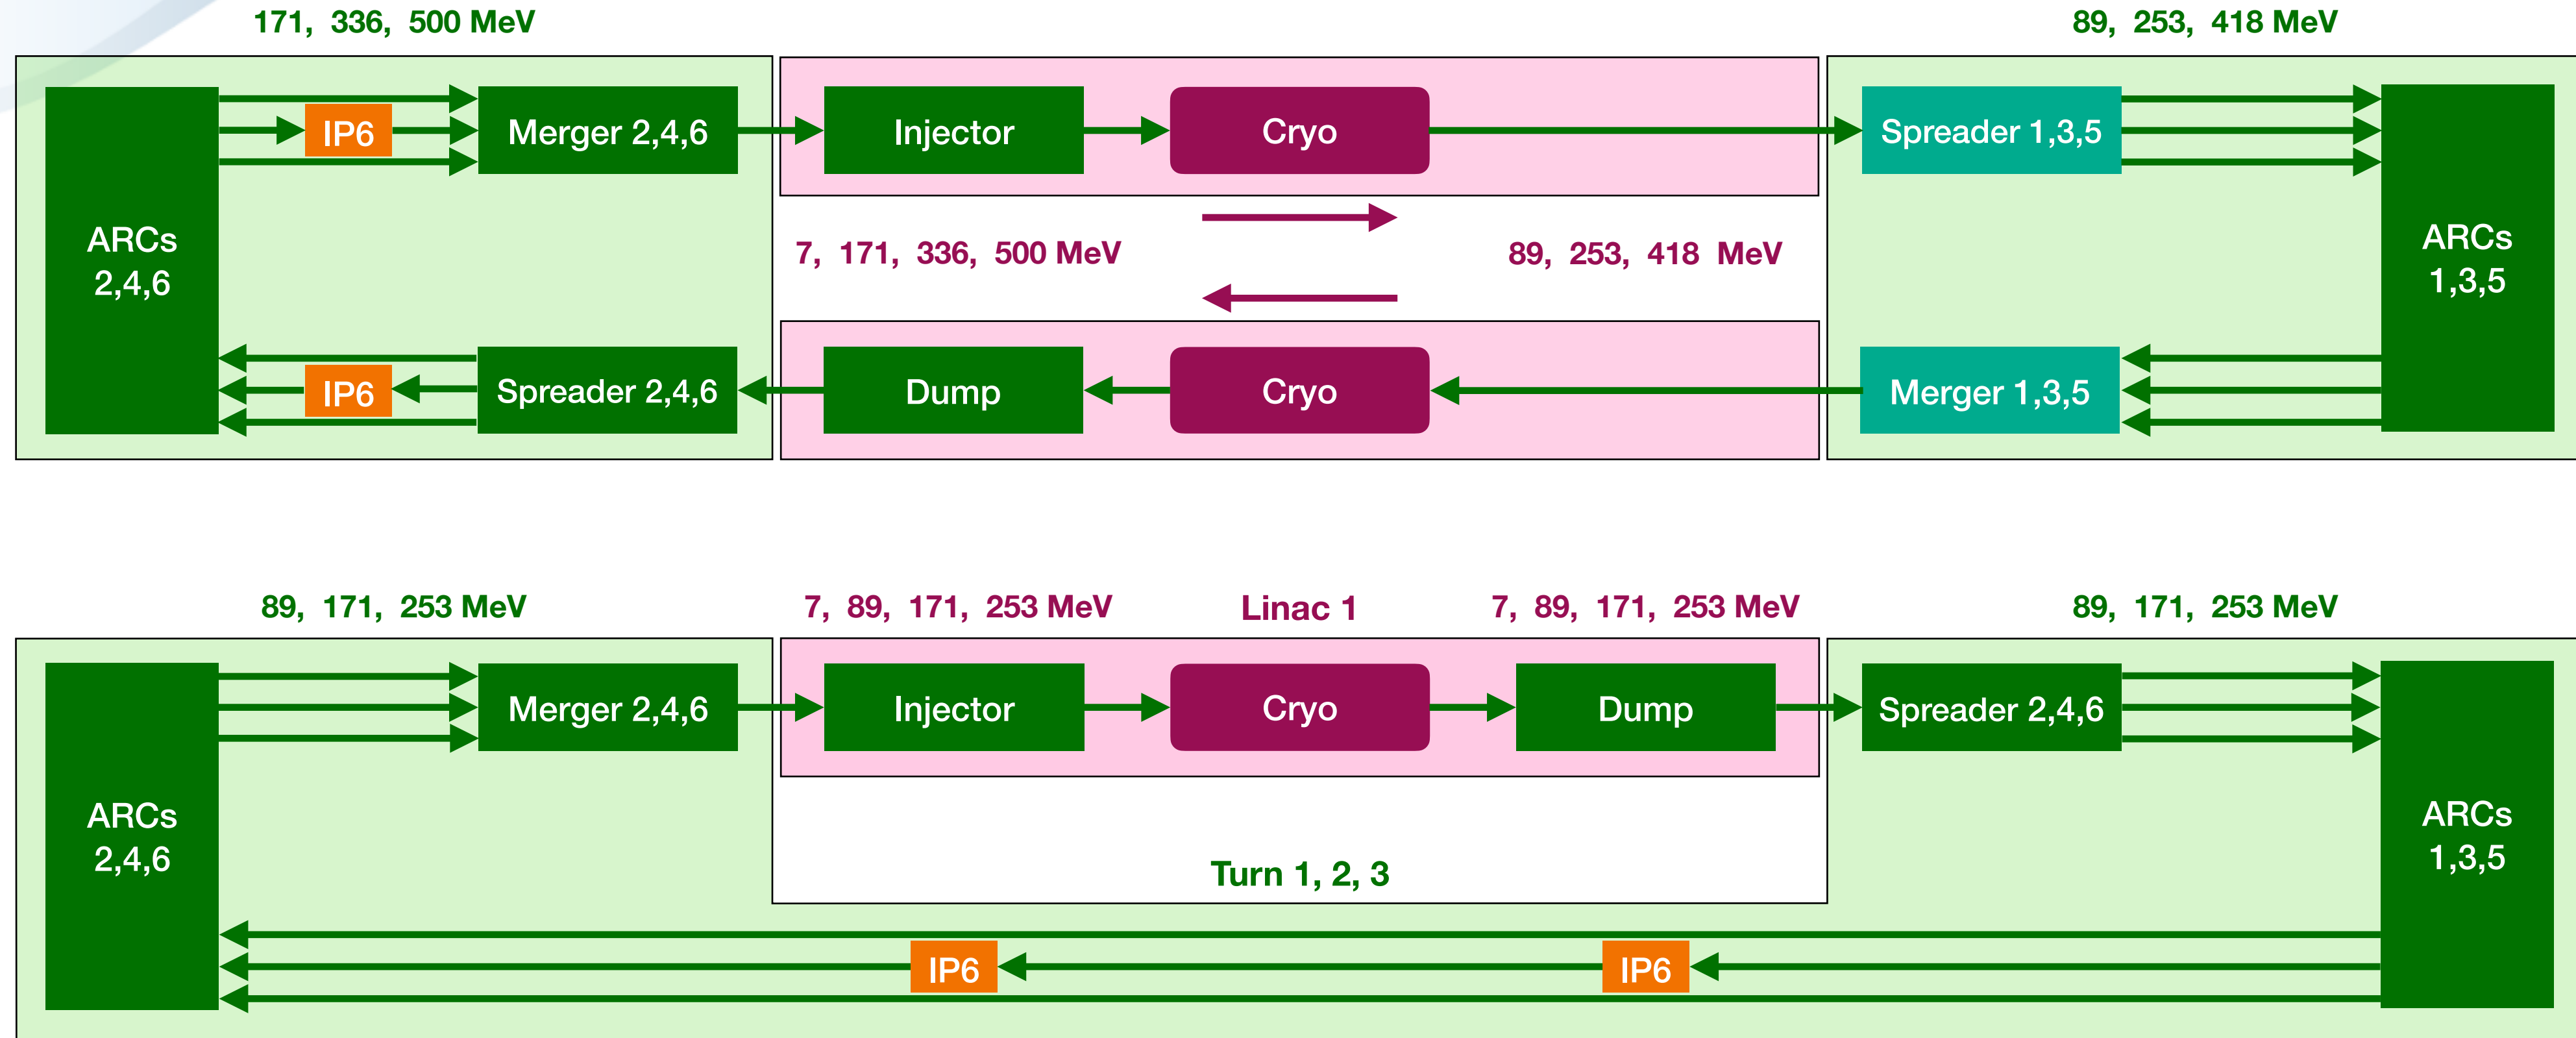 171, 336, 500 MeV
89, 253, 418 MeV
IP6
Merger 2,4,6
Injector
Cryo
Spreader 1,3,5
ARCs
2,4,6
7, 171, 336, 500 MeV
89, 253, 418 MeV
ARCs
1,3,5
IP6
Spreader 2,4,6
Dump
Cryo
Merger 1,3,5
89, 171, 253 MeV
7, 89, 171, 253 MeV
Linac 1
7, 89, 171, 253 MeV
89, 171, 253 MeV
Merger 2,4,6
Injector
Cryo
Dump
Spreader 2,4,6
ARCs
2,4,6
ARCs
1,3,5
Turn 1, 2, 3
IP6
IP6